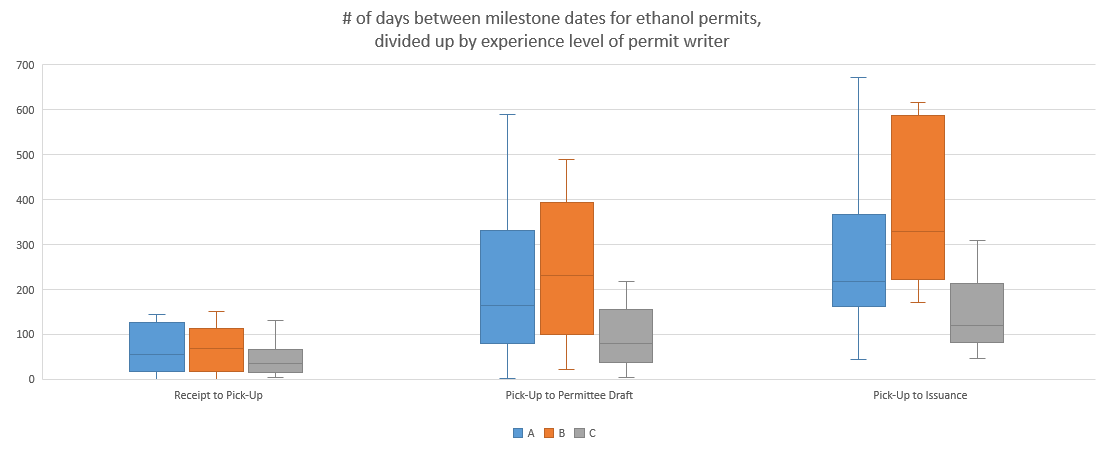 # of days between milestone dates for ethanol permits,
divided up by experience level of permit writer
700
600
500
400
300
200
100
0
Receipt to Pick-Up
Pick-Up to Permittee Draft
Pick-Up to Issuance
A B C